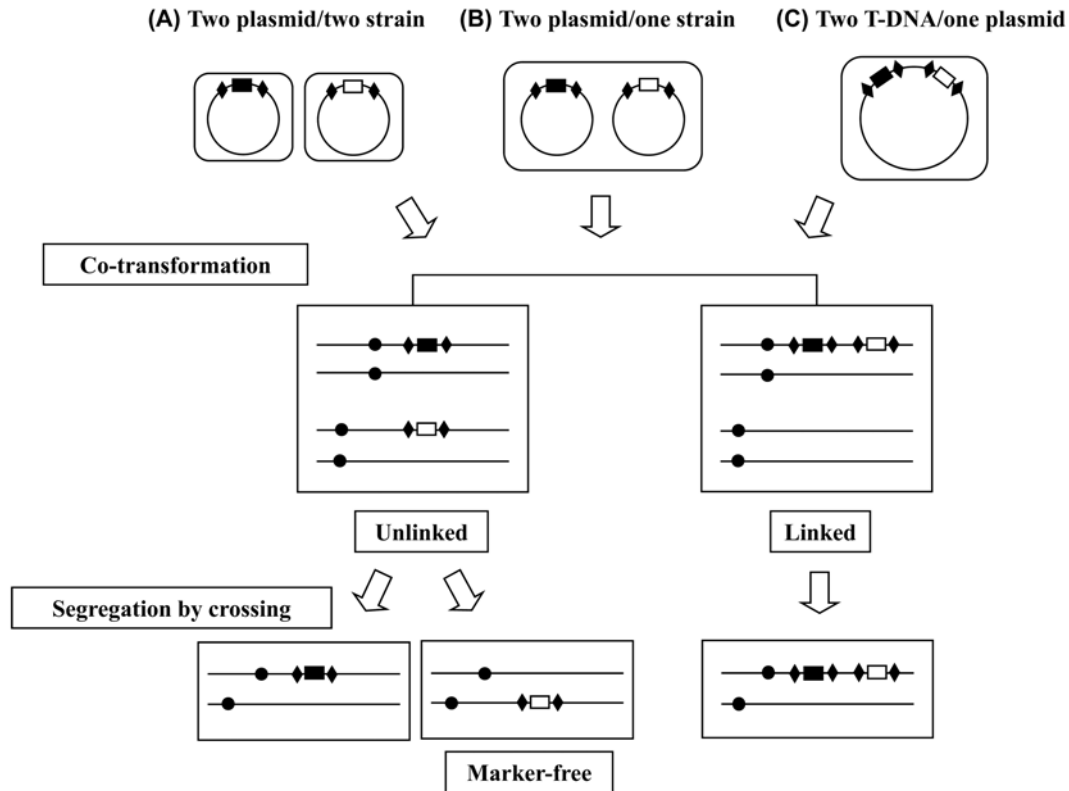 (A) Two plasmid/two strain
(B) Two plasmid/one strain
(C) Two T-DNA/one plasmid
Co-transformation
Unlinked
Linked
Segregation by crossing
Marker-free